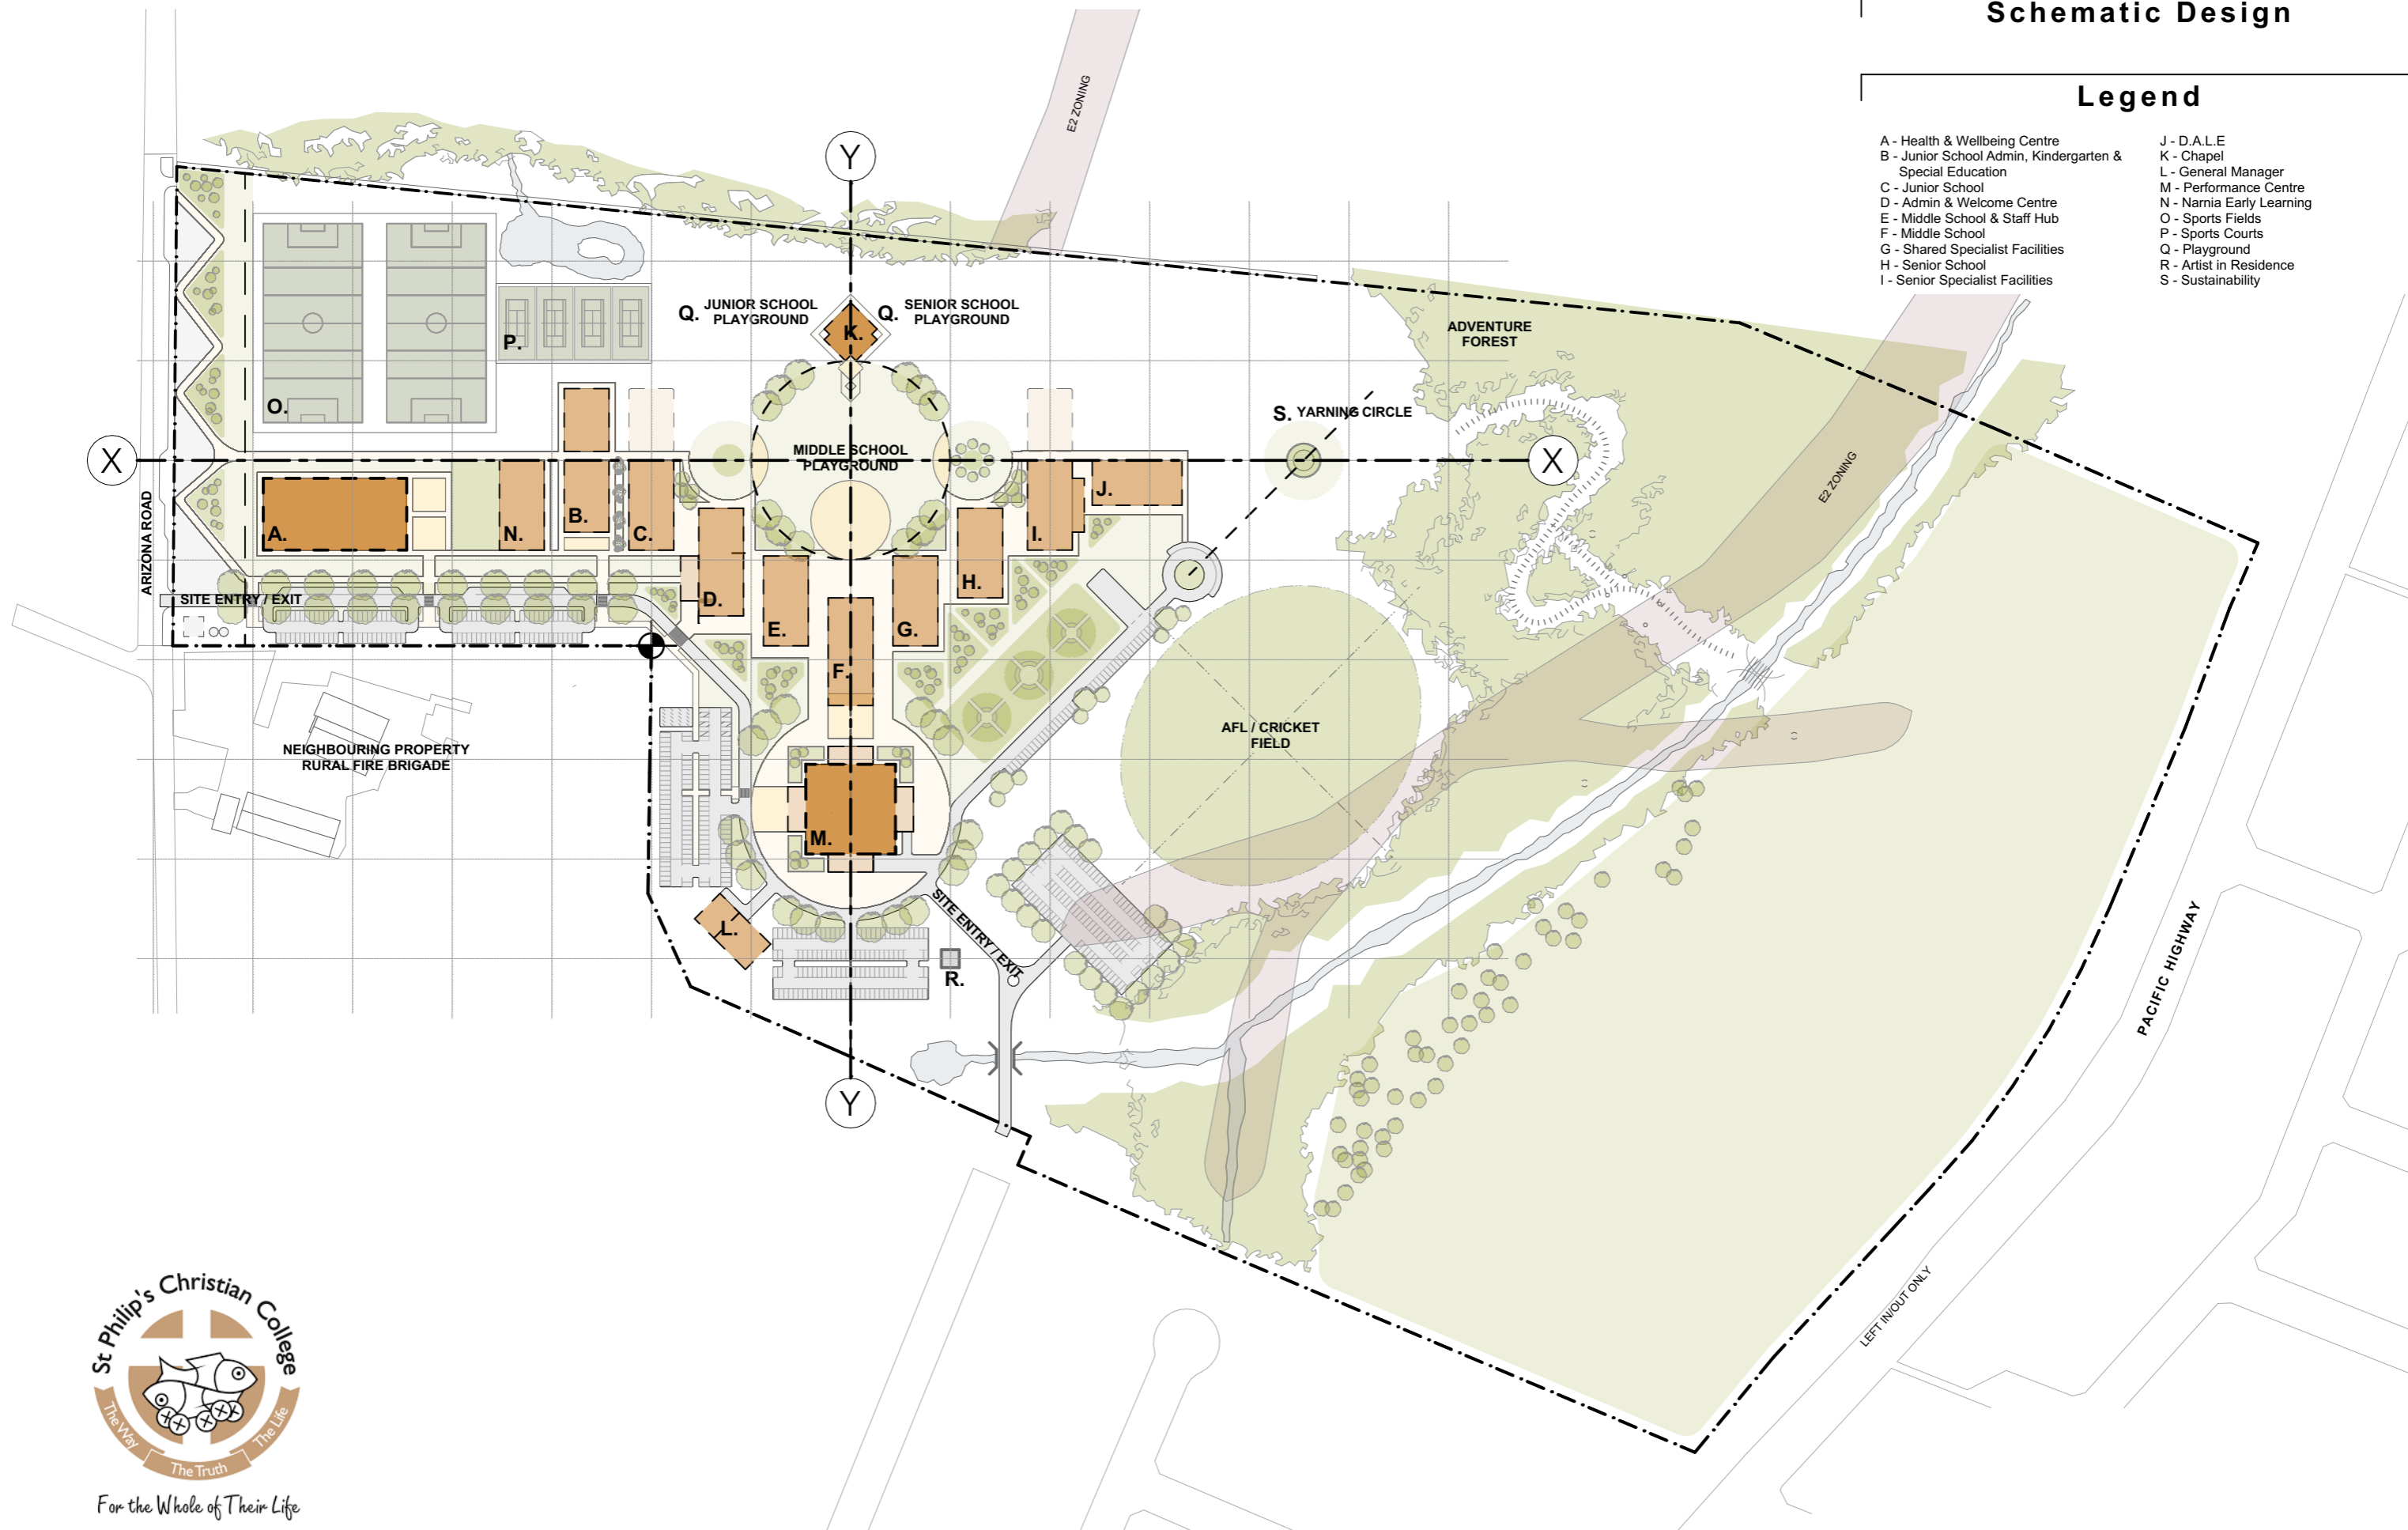 Schematic Design
Legend
A - Health & Wellbeing Centre
B - Junior School Admin, Kindergarten &
Special Education
C - Junior School
D - Admin & Welcome Centre
E - Middle School & Staff Hub
F - Middle School
G - Shared Specialist Facilities
H - Senior School
I - Senior Specialist Facilities
J - D.A.L.E
K - Chapel
L - General Manager
M - Performance Centre
N - Narnia Early Learning
O - Sports Fields
P - Sports Courts
Q - Playground
R - Artist in Residence
S - Sustainability
E2 ZONING
Y
Q. JUNIOR SCHOOL
PLAYGROUND
Q. SENIOR SCHOOL
PLAYGROUND
K.
P.
ADVENTURE
FOREST
O.
S. YARNING CIRCLE
X
MIDDLE SCHOOL
PLAYGROUND
X
E2 ZONING
ARIZONA ROAD
A.
N.
B.
C.
I.
J.
SITE ENTRY / EXIT
D.
E.
F.
G.
H.
NEIGHBOURING PROPERTY
RURAL FIRE BRIGADE
AFL / CRICKET
FIELD
M.
L.
SITE ENTRY / EXIT
R.
PACIFIC HIGHWAY
Y
LEFT IN/OUT ONLY
St Philip's Christian College
The Way
The Truth
The Life
For the Whole of Their Life